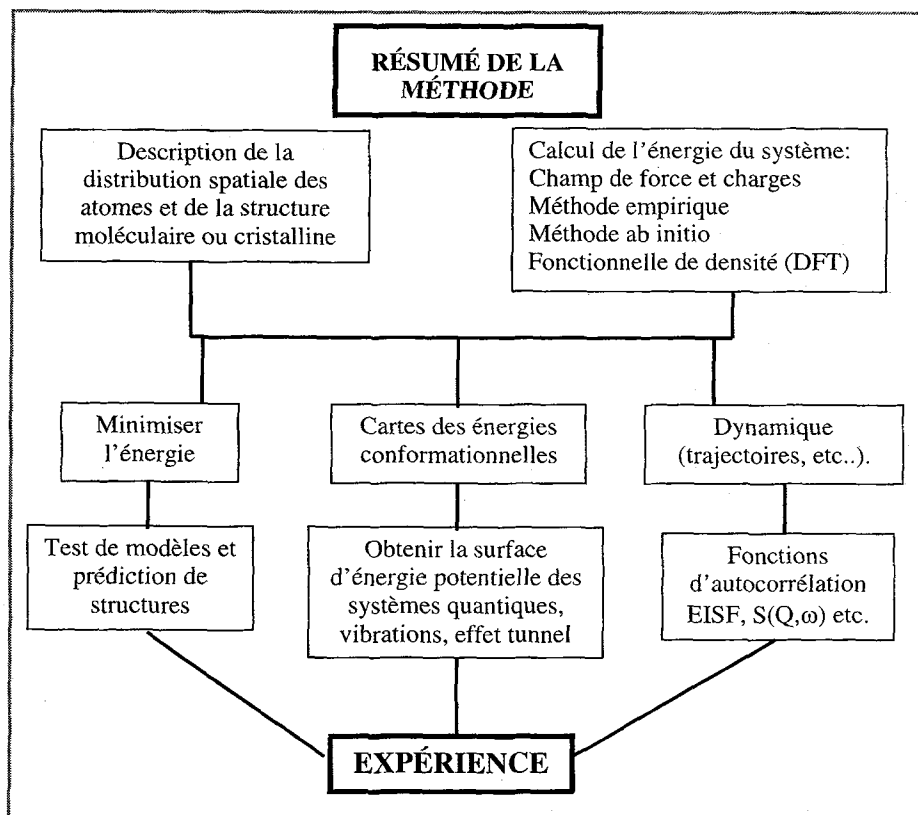 RÉSUMÉ DE LA
MÉTHODE
Description de la
distribution spatiale des
atomes et de la structure
moléculaire ou cristalline
Calcul de l'énergie du système:
Champ de force et charges
Méthode empirique
Méthode ab initio
Fonctionnelle de densité (DFT)
Minimiser
l'énergie
Cartes des énergies
conformationnelles
Dynamique
(trajectoires, etc..).
Test de modèles et
prédiction de
structures
Obtenir la surface
d'énergie potentielle des
systèmes quantiques,
vibrations, effet tunnel
Fonctions
d'autocorrélation
EISF, S(Q,ω) etc.
EXPÉRIENCE